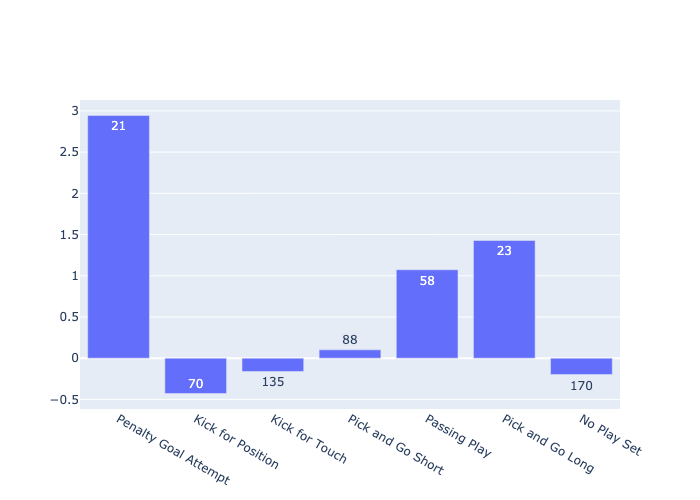 3
2.5
2
1.5
1
0.5
0
−0.5
21
70
135
88
58
23
170
Penalty Goal Attempt
Kick for Position
Kick for Touch
Pick and Go Short
Passing Play
Pick and Go Long
No Play Set